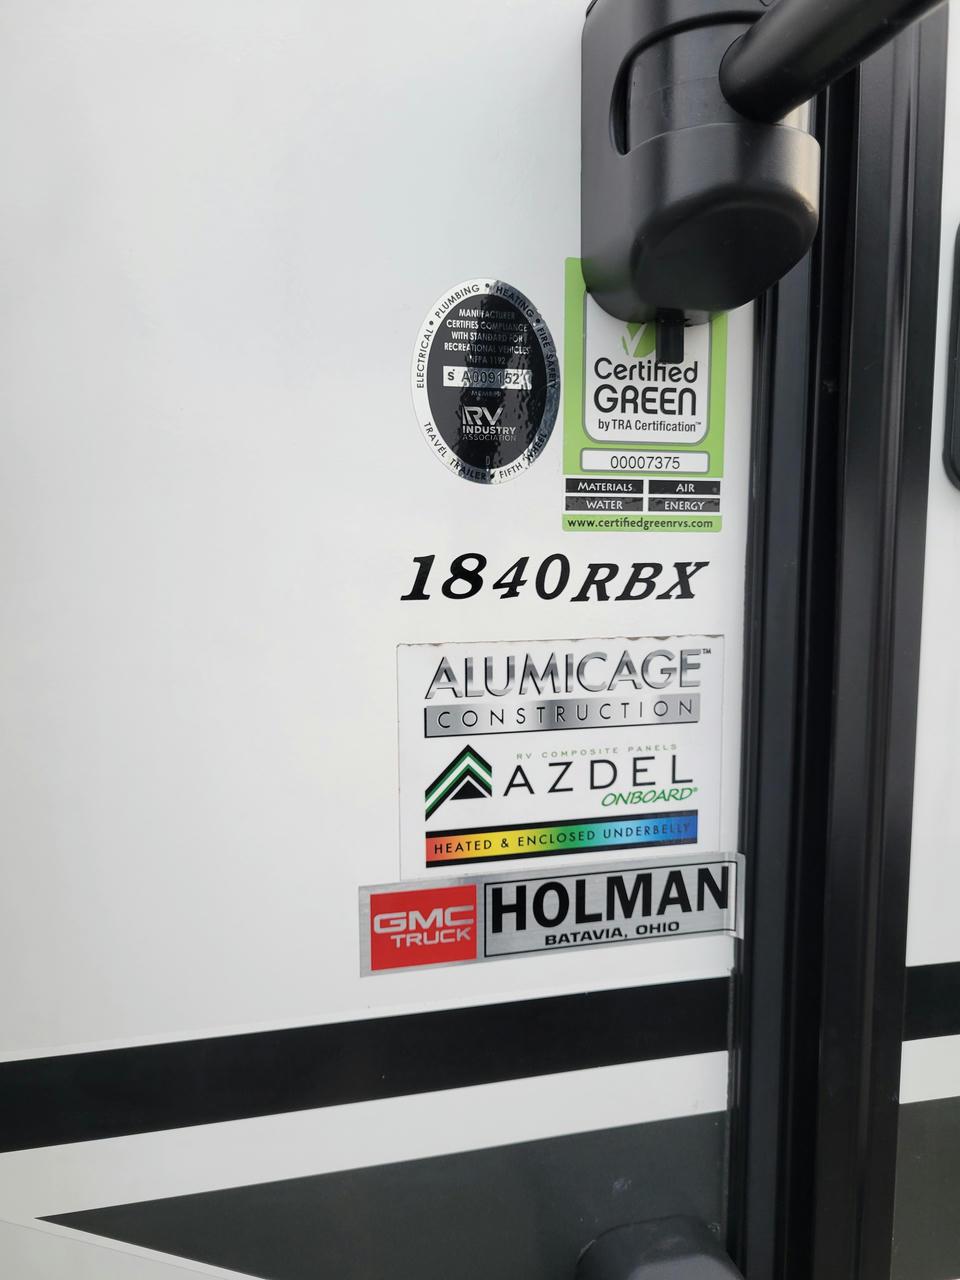 ELECTRICAL • PLUMBING • HEATING • FIRE SAFETY
MANUFACTURER
CERTIFIES COMPLIANCE
WITH STANDARD FOR
RECREATIONAL VEHICLES
NFPA 1192
S A009152
MEMBER
RV
INDUSTRY
ASSOCIATION
TRAVEL TRAILER • FIFTH WHEEL
Certified
GREEN
by TRA Certification™
00007375
MATERIALS AIR
WATER ENERGY
www.certifiedgreenrvs.com
1840RBX
ALUMICAGE™
CONSTRUCTION
RV COMPOSITE PANELS
AZDEL
ONBOARD®
HEATED & ENCLOSED UNDERBELLY
GMC
TRUCK
HOLMAN
BATAVIA, OHIO